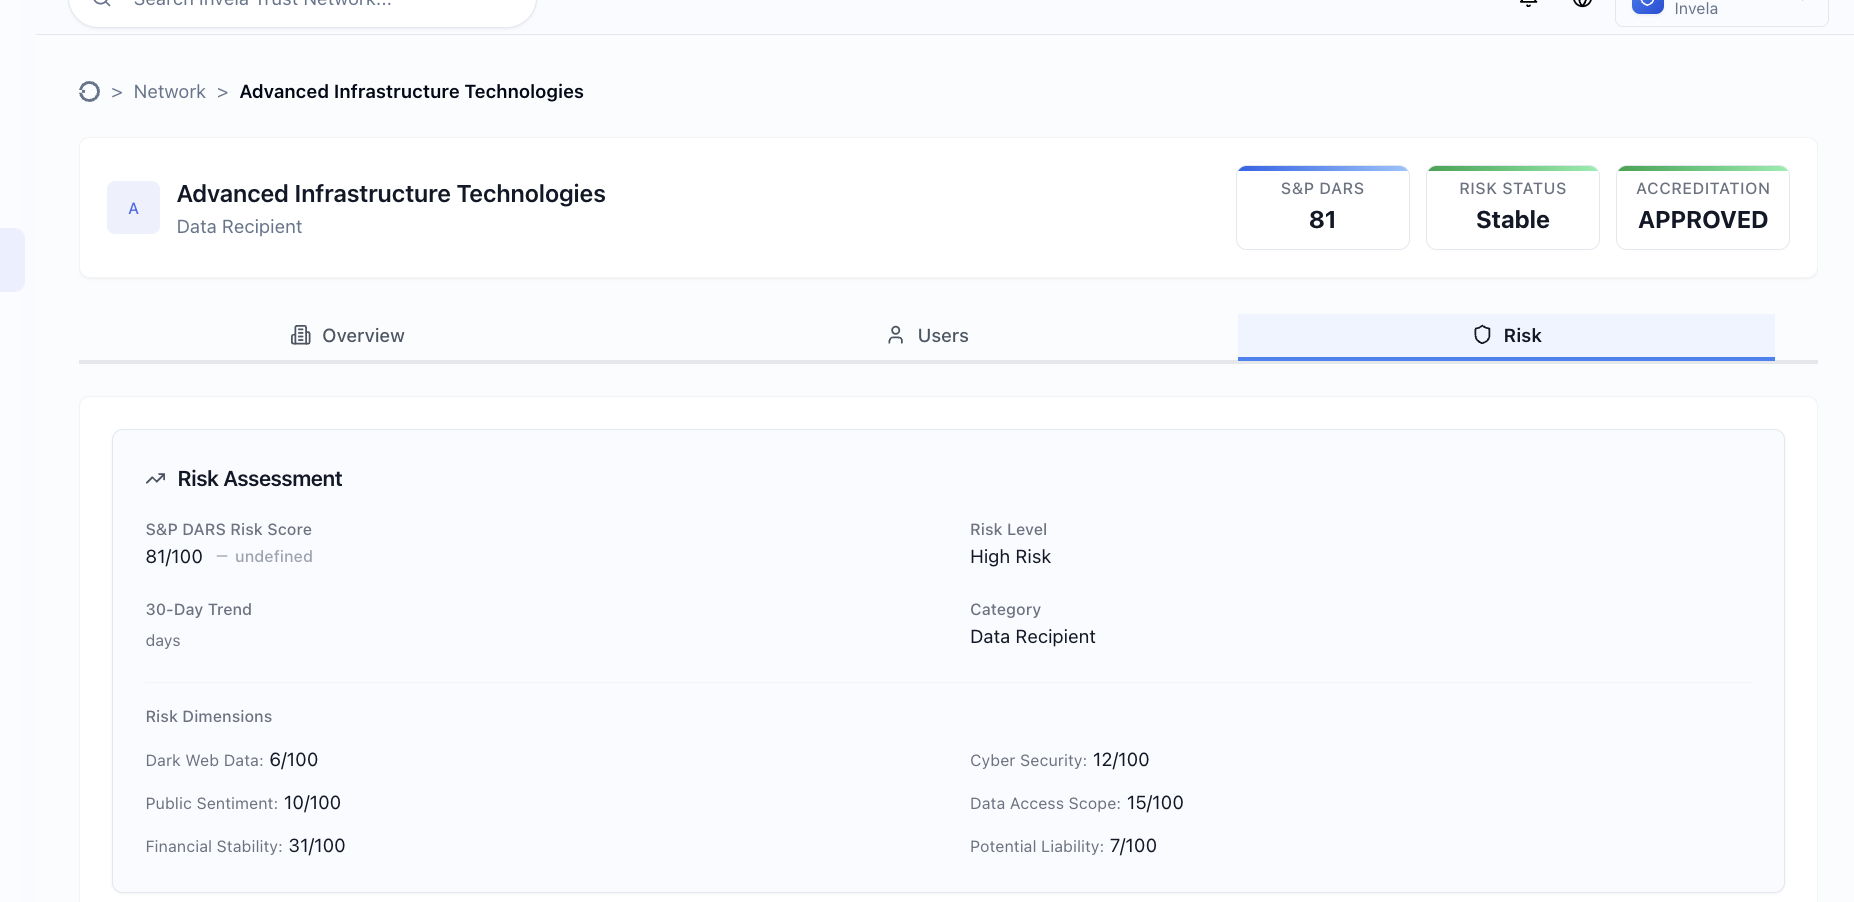 Search Invela Trust Network...
Invela
> Network > Advanced Infrastructure Technologies
A
Advanced Infrastructure Technologies
Data Recipient
S&P DARS
81
RISK STATUS
Stable
ACCREDITATION
APPROVED
Overview
Users
Risk
Risk Assessment
S&P DARS Risk Score
81/100 – undefined
Risk Level
High Risk
30-Day Trend
days
Category
Data Recipient
Risk Dimensions
Dark Web Data: 6/100
Cyber Security: 12/100
Public Sentiment: 10/100
Data Access Scope: 15/100
Financial Stability: 31/100
Potential Liability: 7/100